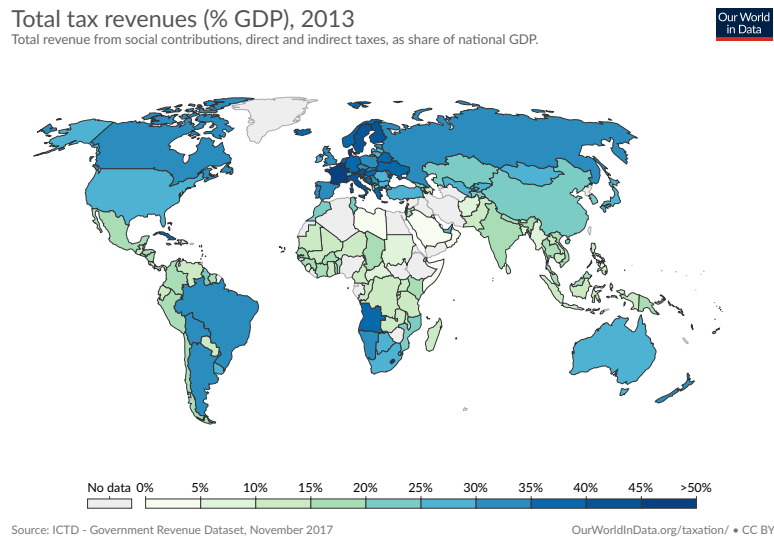 Total tax revenues (% GDP), 2013
Total revenue from social contributions, direct and indirect taxes, as share of national GDP.
Our World
in Data
No data 0% 5% 10% 15% 20% 25% 30% 35% 40% 45% >50%
Source: ICTD - Government Revenue Dataset, November 2017
OurWorldInData.org/taxation/ • CC BY